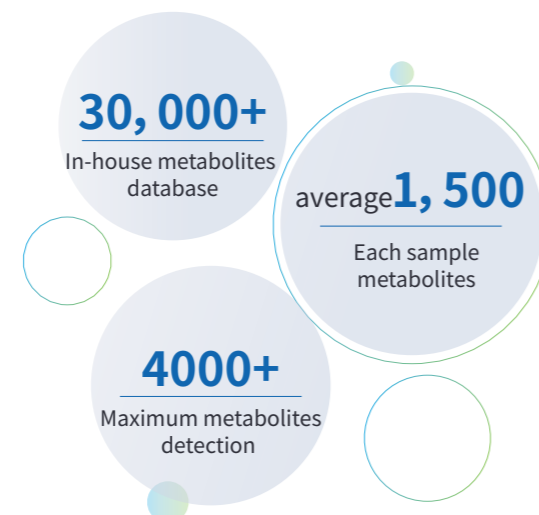 30, 000+
In-house metabolites
database
average1, 500
Each sample
metabolites
4000+
Maximum metabolites
detection